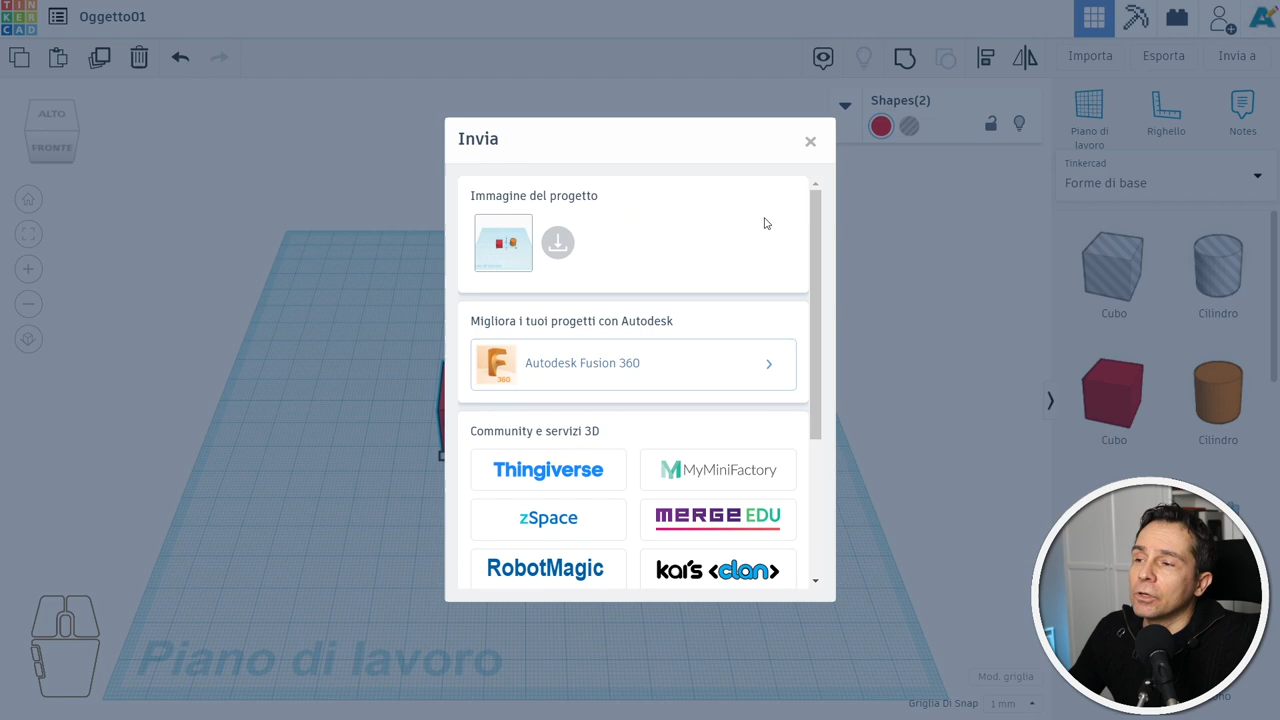 TIN
KER
CAD
Oggetto01
Importa
Esporta
Invia a
ALTO
FRONTE
Shapes(2)
Piano di
lavoro
Righello
Notes
Tinkercad
Forme di base
Cubo
Cilindro
Cubo
Cilindro
Invia
Immagine del progetto
Migliora i tuoi progetti con Autodesk
F
360
Autodesk Fusion 360
Community e servizi 3D
Thingiverse
MyMiniFactory
zSpace
MERGE EDU
RobotMagic
kai's <clan>
Piano di lavoro
Mod. griglia
Griglia Di Snap
1 mm